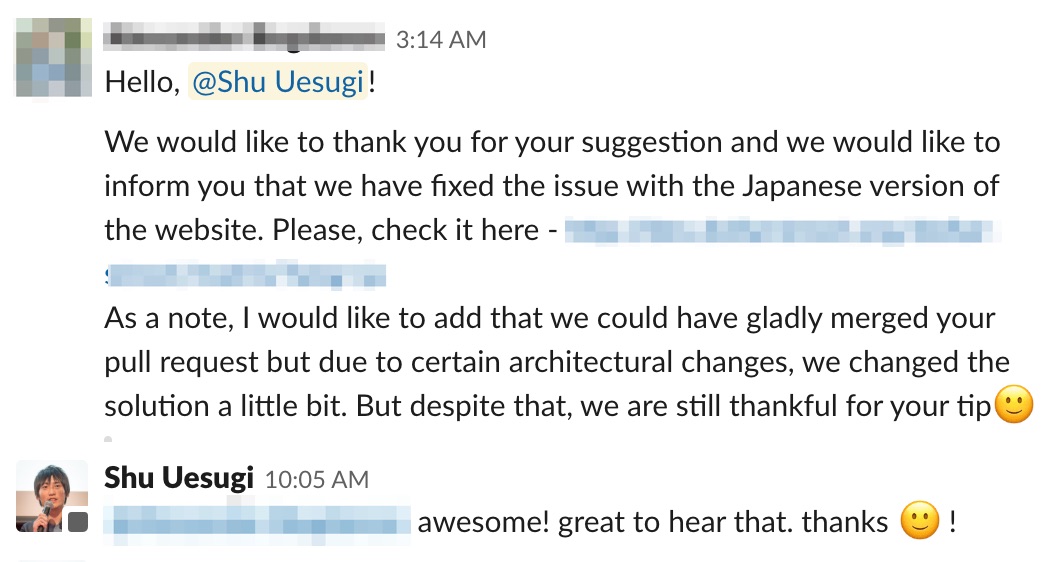 3:14 AM
Hello, @Shu Uesugi!
We would like to thank you for your suggestion and we would like to
inform you that we have fixed the issue with the Japanese version of
the website. Please, check it here -
As a note, I would like to add that we could have gladly merged your
pull request but due to certain architectural changes, we changed the
solution a little bit. But despite that, we are still thankful for your tip🙂
Shu Uesugi 10:05 AM
awesome! great to hear that. thanks 🙂 !